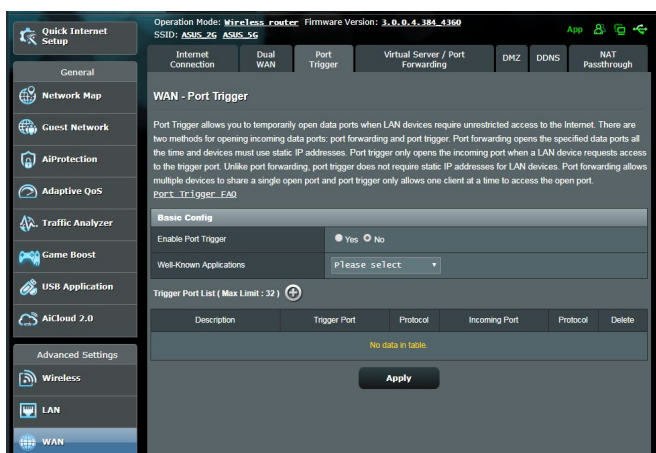 Quick Internet
Setup
General
Network Map
Guest Network
AiProtection
Adaptive QoS
Traffic Analyzer
Game Boost
USB Application
AiCloud 2.0
Advanced Settings
Wireless
LAN
WAN
Operation Mode: Wireless router Firmware Version: 3.0.0.4.384_4360
SSID: ASUS_2G ASUS_5G
App
Internet
Connection
Dual
WAN
Port
Trigger
Virtual Server / Port
Forwarding
DMZ
DDNS
NAT
Passthrough
WAN - Port Trigger
Port Trigger allows you to temporarily open data ports when LAN devices require unrestricted access to the Internet. There are
two methods for opening incoming data ports: port forwarding and port trigger. Port forwarding opens the specified data ports all
the time and devices must use static IP addresses. Port trigger only opens the incoming port when a LAN device requests access
to the trigger port. Unlike port forwarding, port trigger does not require static IP addresses for LAN devices. Port forwarding allows
multiple devices to share a single open port and port trigger only allows one client at a time to access the open port.
Port Trigger FAQ
Basic Config
Enable Port Trigger
Yes No
Well-Known Applications
Please select
Trigger Port List ( Max Limit : 32 )
Description Trigger Port Protocol Incoming Port Protocol Delete
No data in table.
Apply